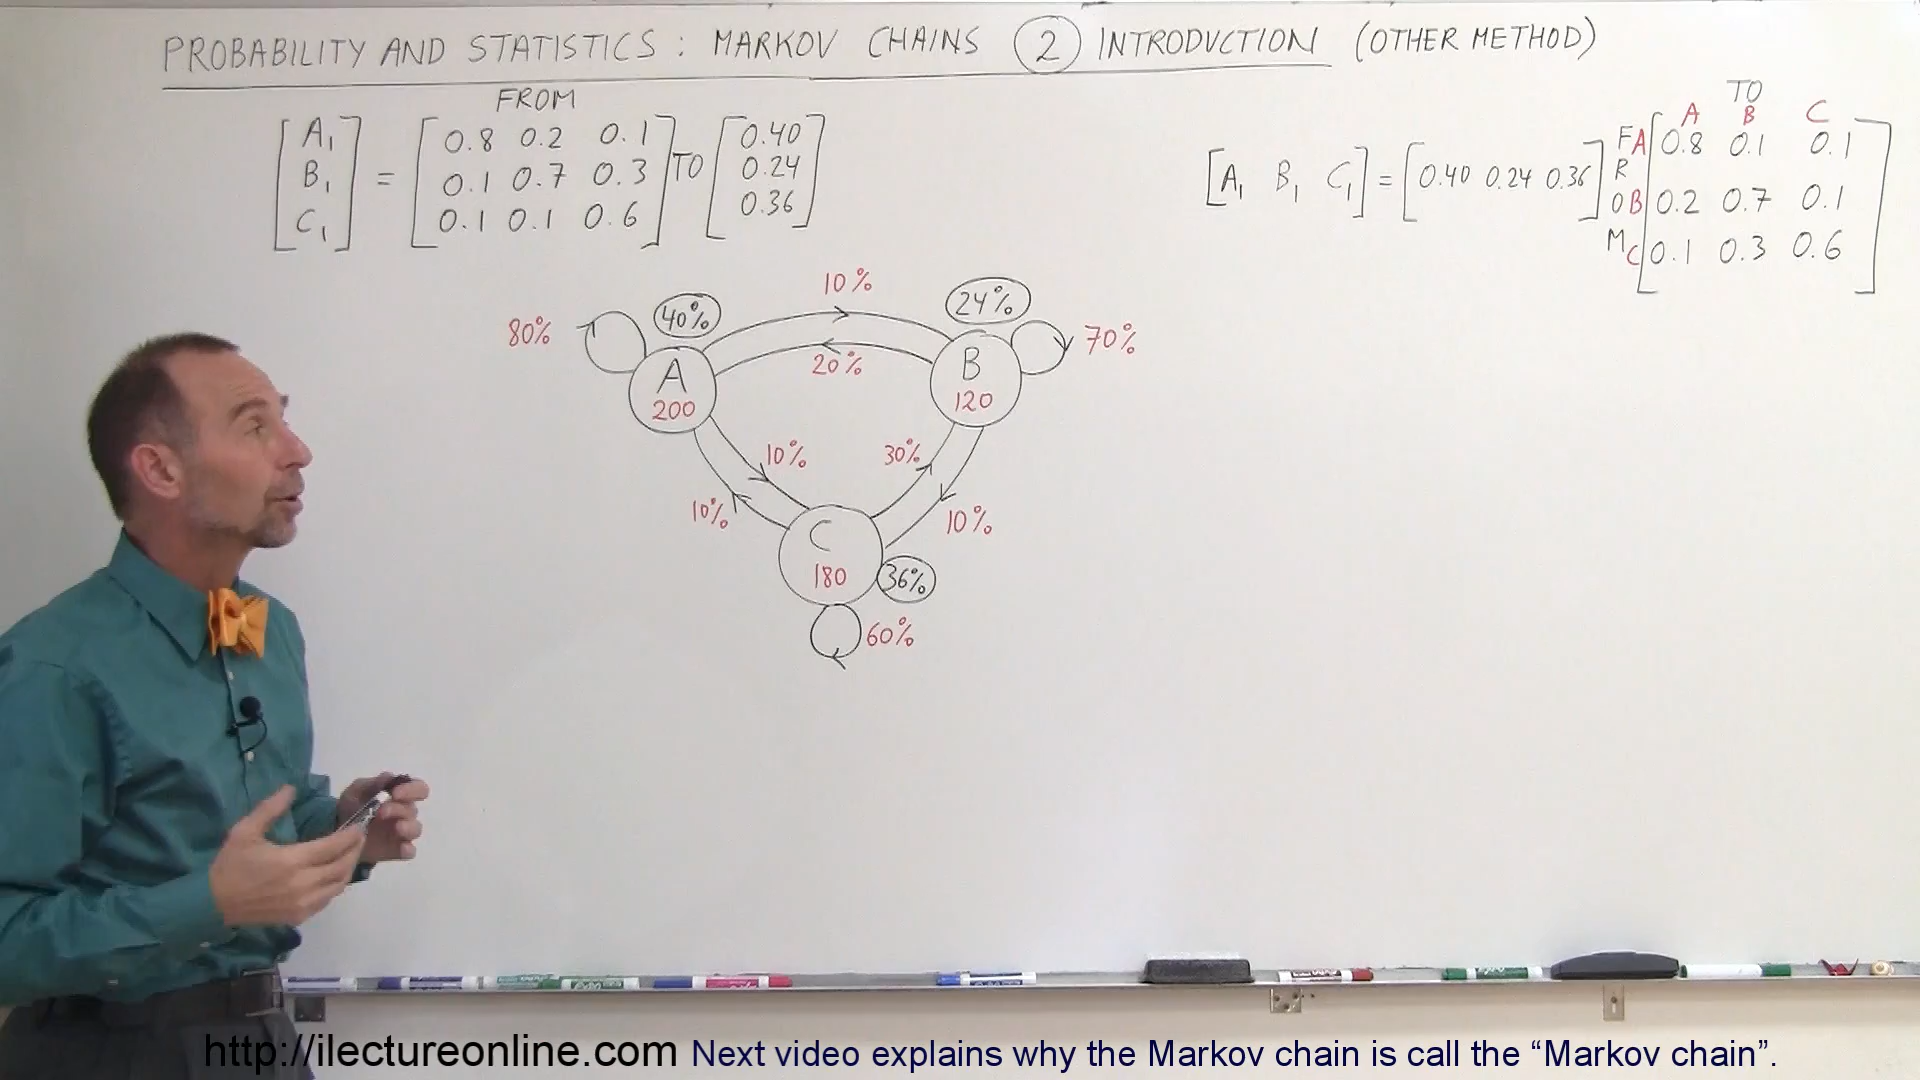 PROBABILITY AND STATISTICS : MARKOV CHAINS 2 INTRODUCTION (OTHER METHOD)
FROM
A₁ = 0.8 0.2 0.1 TO 0.40
B₁ 0.1 0.7 0.3 0.24
C₁ 0.1 0.1 0.6 0.36
TO
A B C
[A₁ B₁ C₁] = [0.40 0.24 0.36]
FROM
A 0.8 0.1 0.1
B 0.2 0.7 0.1
C 0.1 0.3 0.6
10%
40% 24%
80% 70%
20%
A B
200 120
10% 30%
10% 10%
C
180 36%
60%
http://ilectureonline.com Next video explains why the Markov chain is call the “Markov chain”.